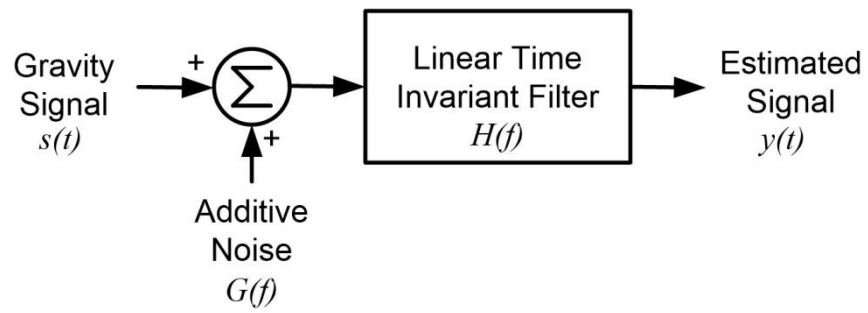 Gravity
Signal
s(t)
+
Σ
+
Additive
Noise
G(f)
Linear Time
Invariant Filter
H(f)
Estimated
Signal
y(t)